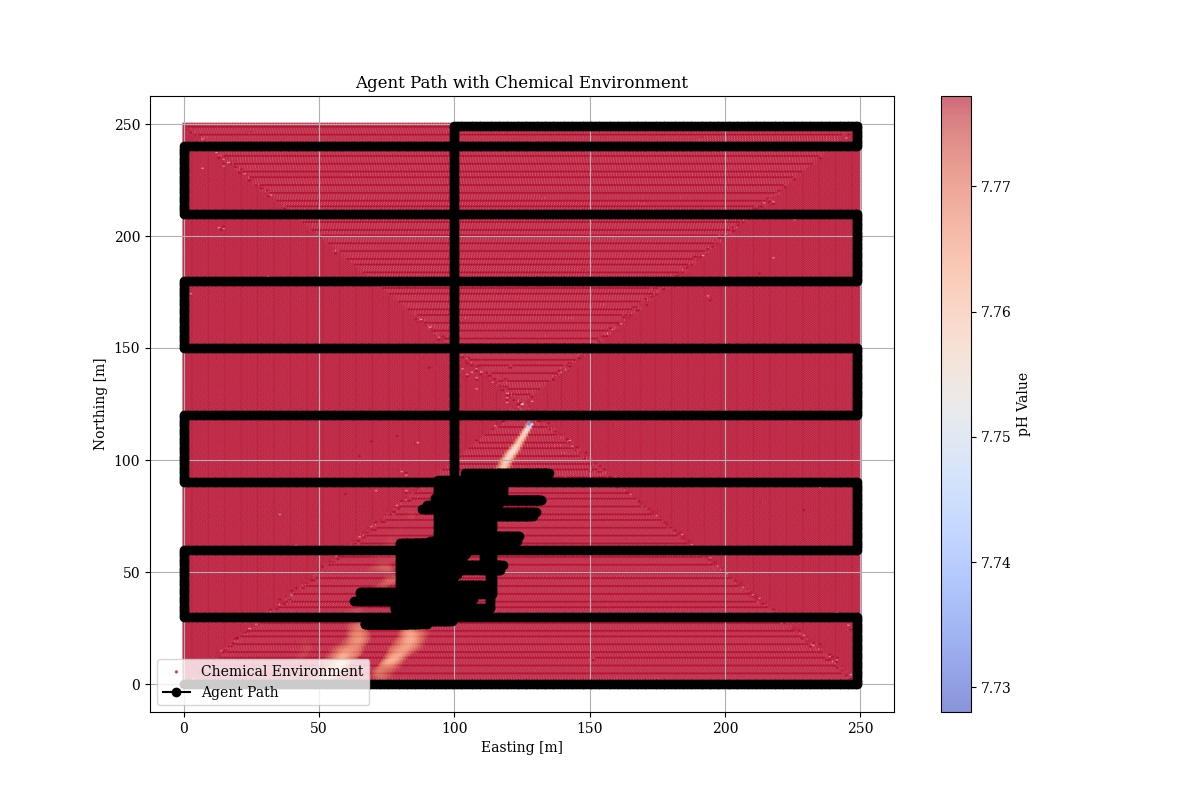 Agent Path with Chemical Environment
250
200
150
100
50
0
Northing [m]
0 50 100 150 200 250
Easting [m]
Chemical Environment
Agent Path
7.77
7.76
7.75
7.74
7.73
pH Value